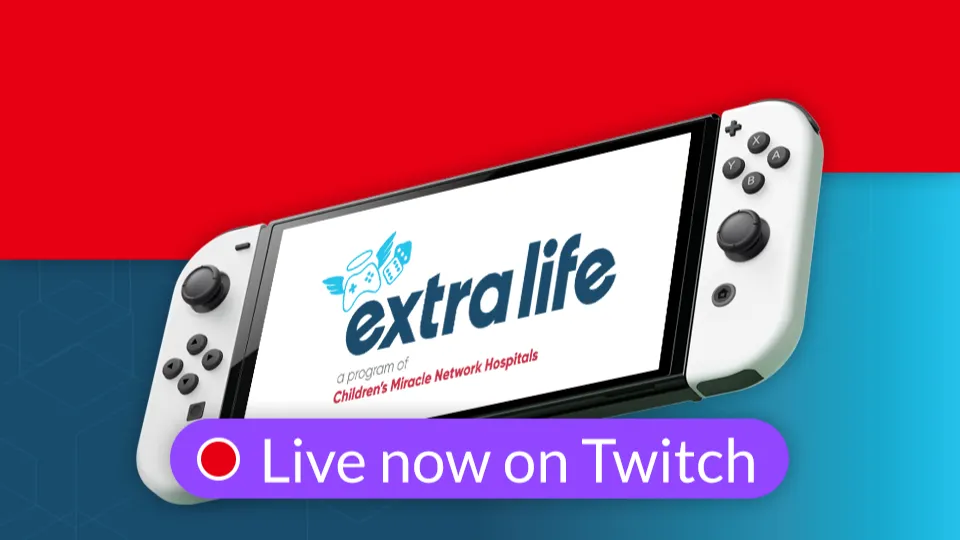 X
Y
A
B
extra life
a program of
Children's Miracle Network Hospitals
Live now on Twitch